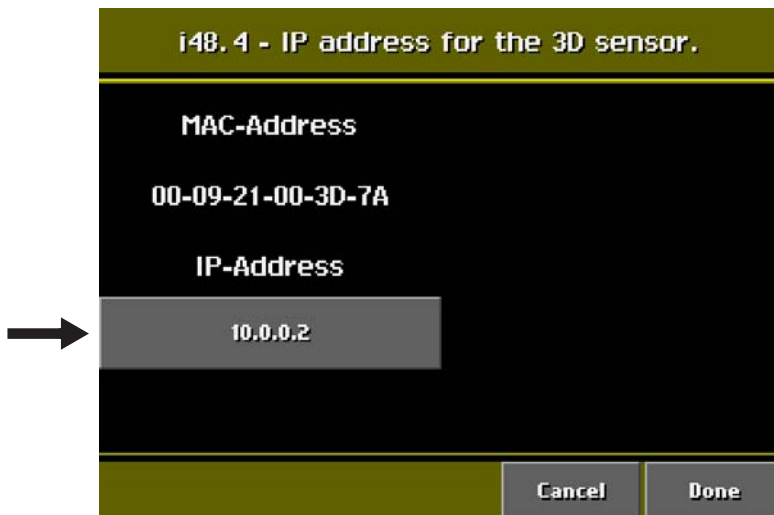 i48.4 - IP address for the 3D sensor.
MAC-Address
00-09-21-00-3D-7A
IP-Address
10.0.0.2
Cancel Done